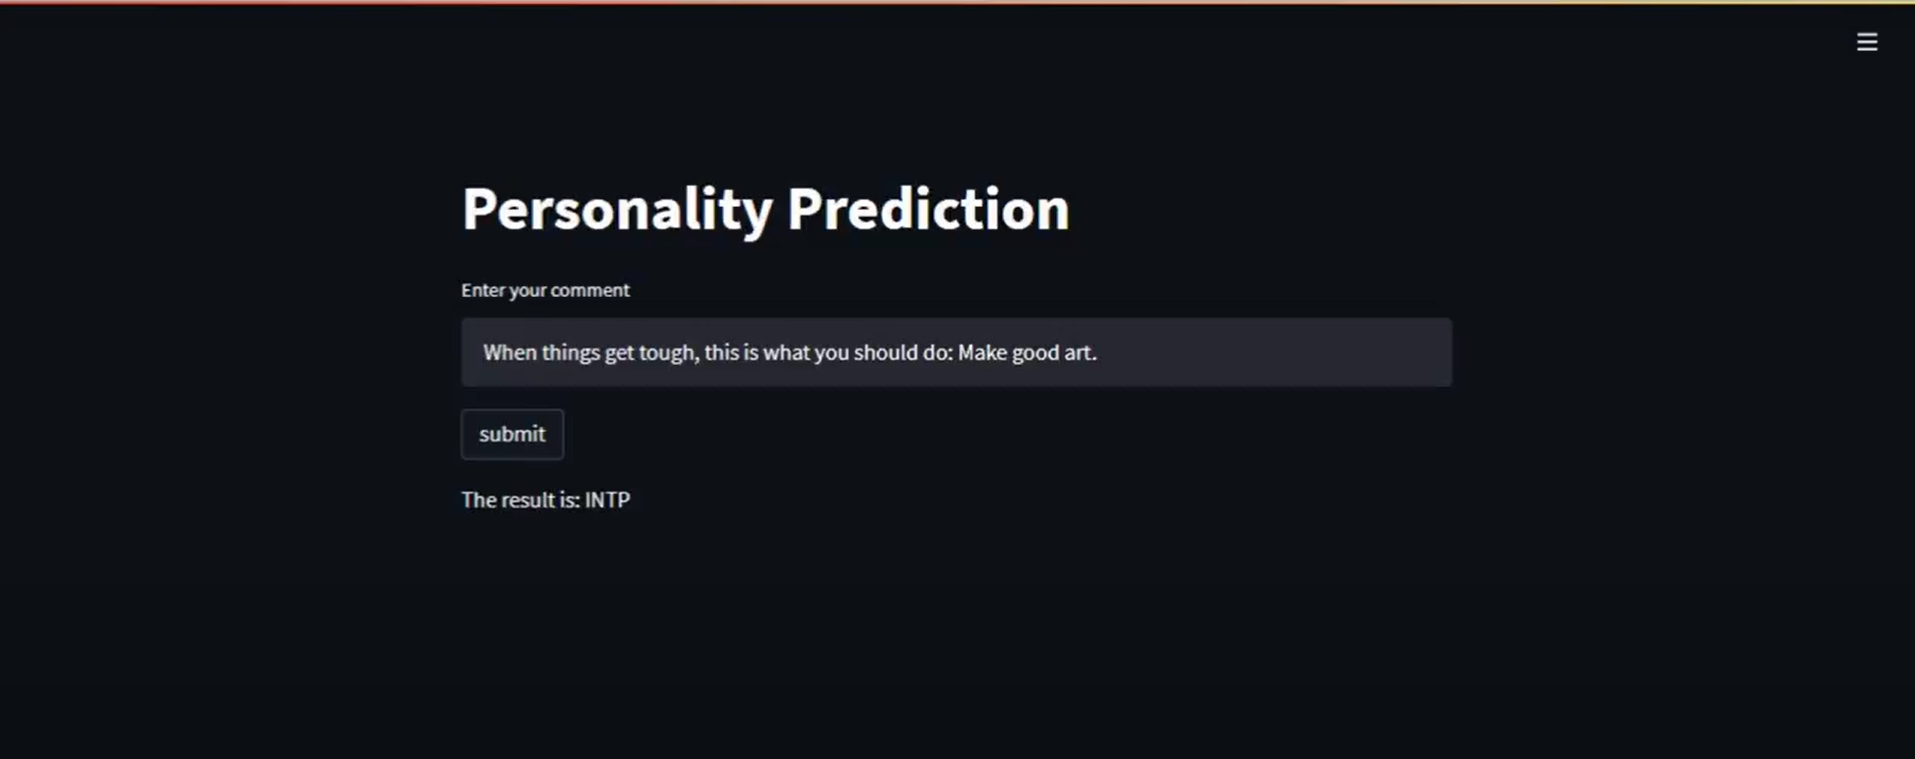 Personality Prediction
Enter your comment
When things get tough, this is what you should do: Make good art.
submit
The result is: INTP